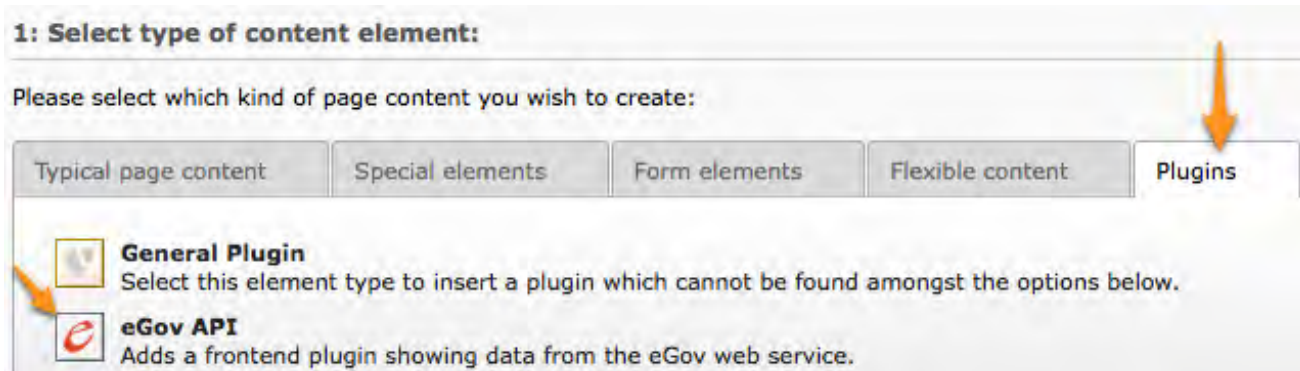 1: Select type of content element:
Please select which kind of page content you wish to create:
Typical page content Special elements Form elements Flexible content Plugins
General Plugin
Select this element type to insert a plugin which cannot be found amongst the options below.
eGov API
Adds a frontend plugin showing data from the eGov web service.